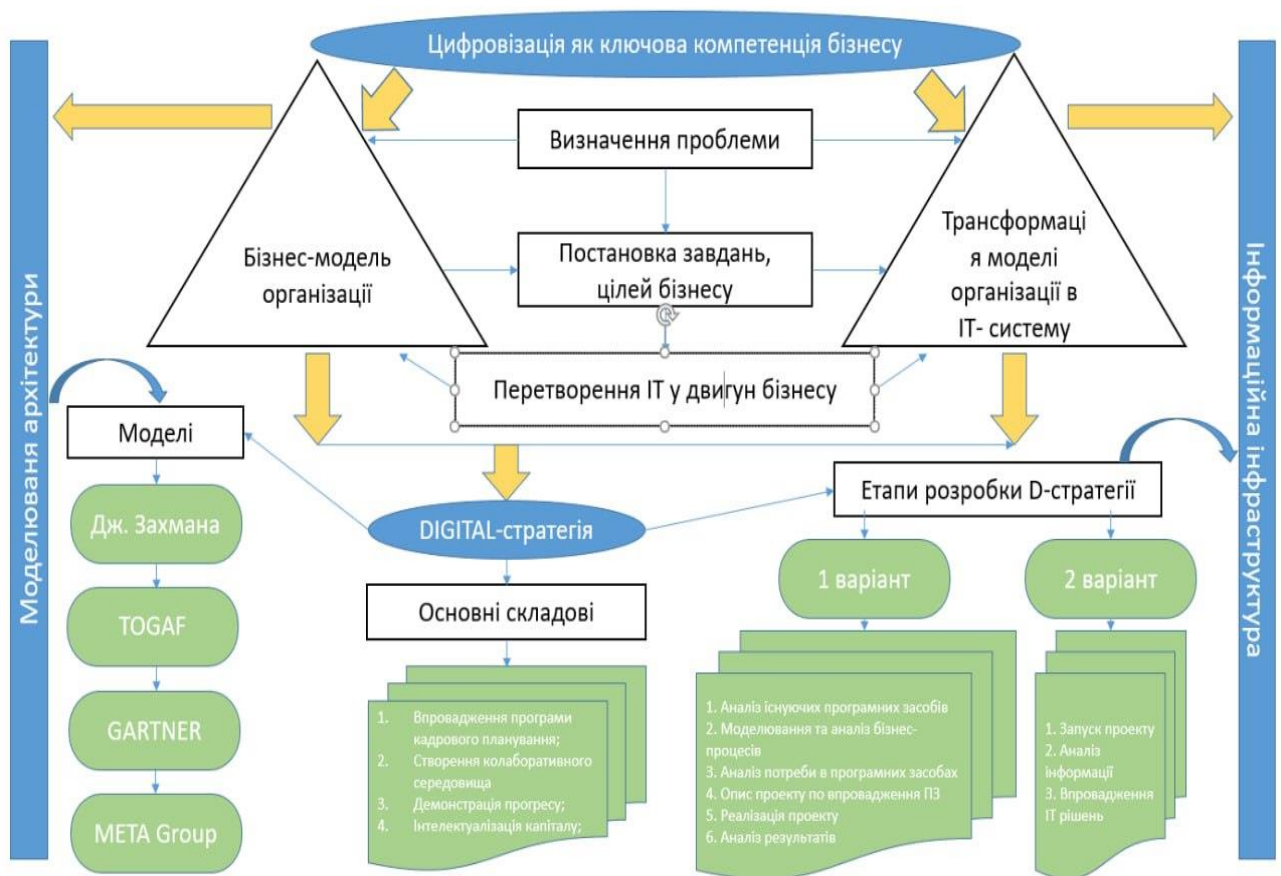 Цифровізація як ключова компетенція бізнесу
Моделюваня архітектури
Інформаційна інфраструктура
Визначення проблеми
Бізнес-модель
організації
Постановка завдань,
цілей бізнесу
Трансформаці
я моделі
організації в
ІТ- систему
Перетворення ІТ у двигун бізнесу
Моделі
Дж. Захмана
TOGAF
GARTNER
META Group
DIGITAL-стратегія
Основні складові
1. Впровадження програми
кадрового планування;
2. Створення колаборативного
середовища
3. Демонстрація прогресу;
4. Інтелектуалізація капіталу;
Етапи розробки D-стратегії
1 варіант
1. Аналіз існуючих програмних засобів
2. Моделювання та аналіз бізнес-
процесів
3. Аналіз потреби в програмних засобах
4. Опис проекту по впровадження ПЗ
5. Реалізація проекту
6. Аналіз результатів
2 варіант
1. Запуск проекту
2. Аналіз
інформації
3. Впровадження
ІТ рішень